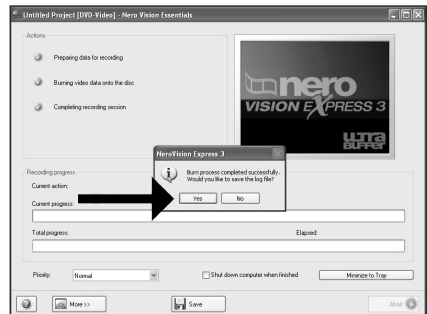 Untitled Project [DVD-Video] - Nero Vision Essentials
Actions
Preparing data for recording
Burning video data onto the disc
Completing recording session
nero
VISION EXPRESS 3
ULTRA
BUFFER
NeroVision Express 3
Burn process completed successfully.
Would you like to save the log file?
Yes No
Recording progress
Current action:
Current progress:
Total progress: Elapsed:
Priority: Normal Shut down computer when finished Minimize to Tray
More >> Save Abort